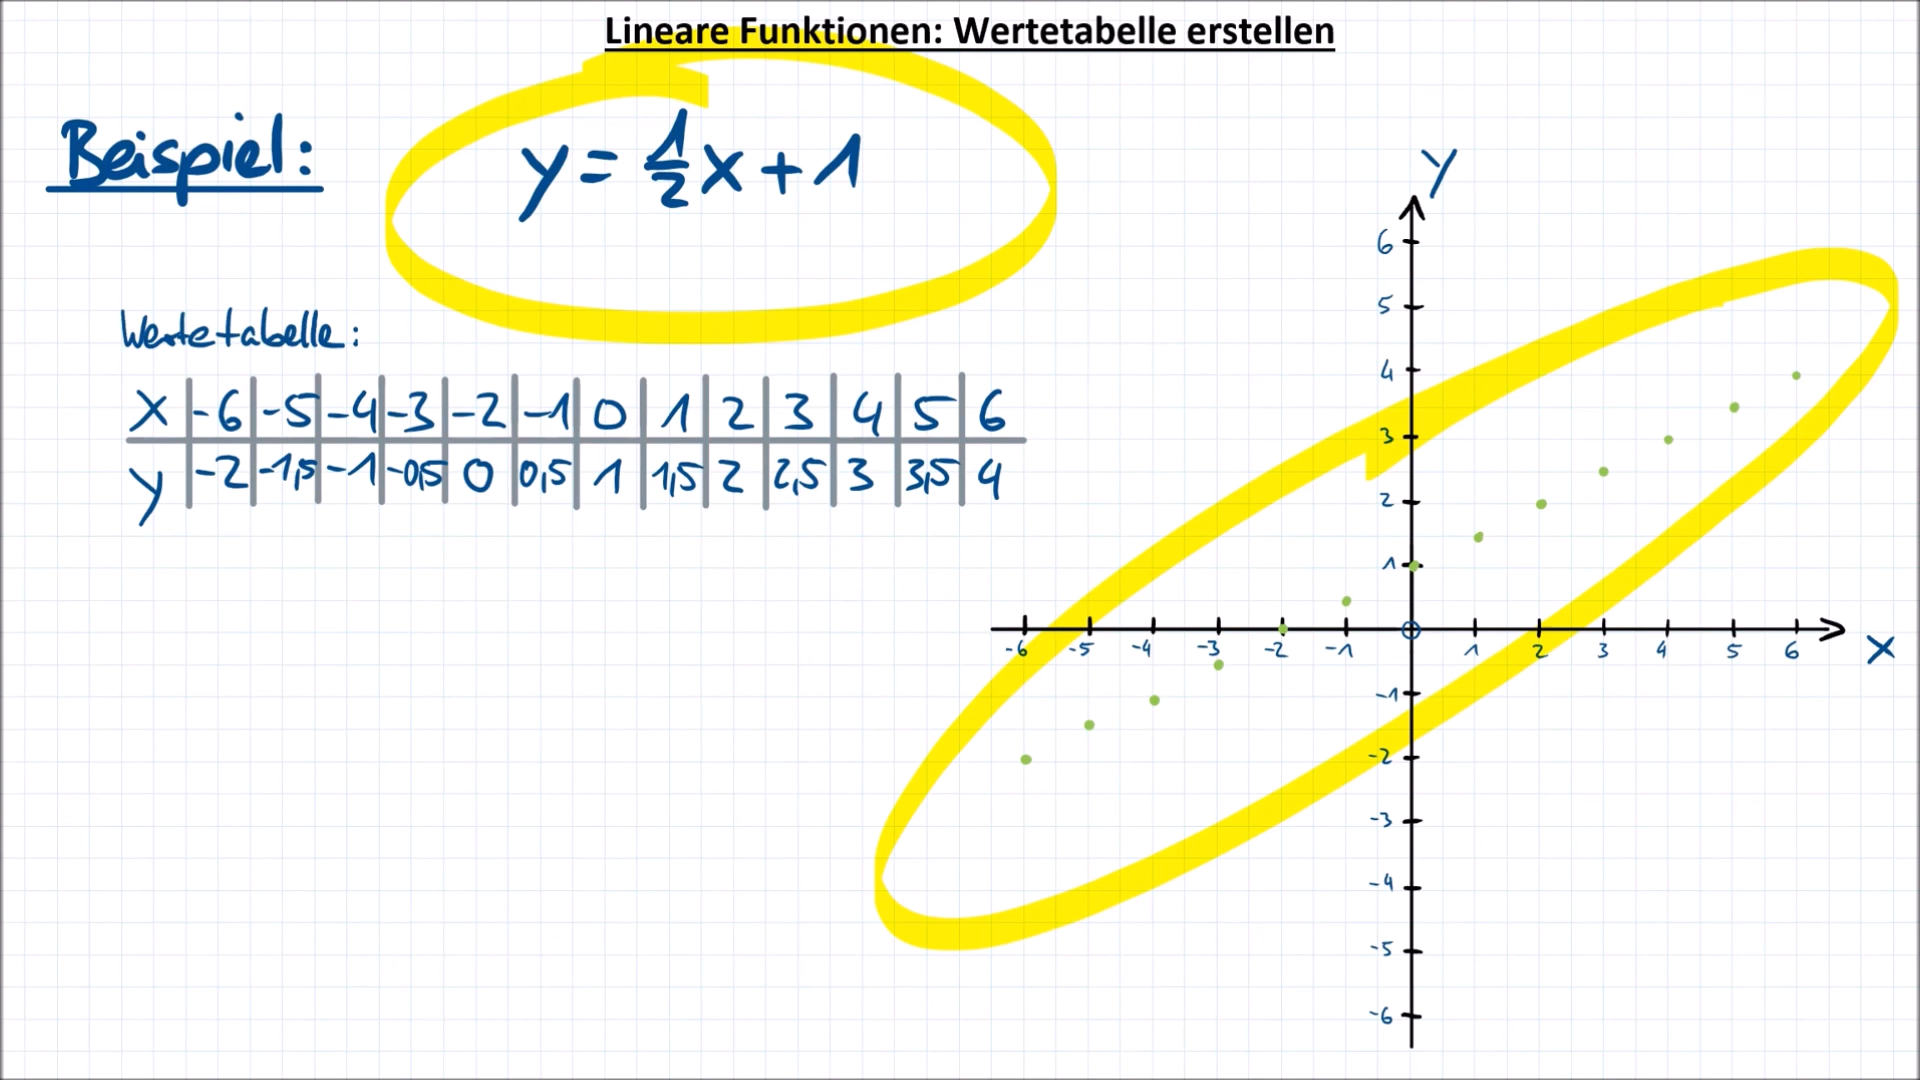 Lineare Funktionen: Wertetabelle erstellen
Beispiel:
y = 1/2 x + 1
Wertetabelle:
x | -6 | -5 | -4 | -3 | -2 | -1 | 0 | 1 | 2 | 3 | 4 | 5 | 6
y | -2 | -1,5 | -1 | -0,5 | 0 | 0,5 | 1 | 1,5 | 2 | 2,5 | 3 | 3,5 | 4
y
6
5
4
3
2
1
-6 -5 -4 -3 -2 -1 0 1 2 3 4 5 6 x
-1
-2
-3
-4
-5
-6